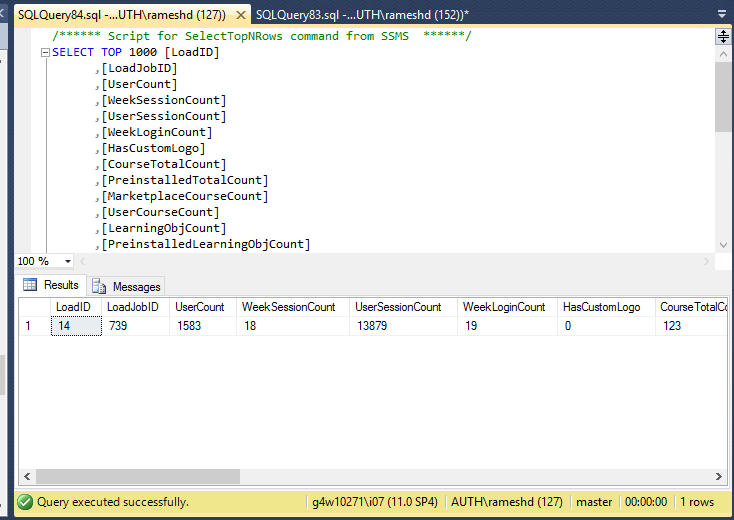 SQLQuery84.sql -...UTH\rameshd (127))
SQLQuery83.sql -...UTH\rameshd (152))*
/****** Script for SelectTopNRows command from SSMS  ******/
SELECT TOP 1000 [LoadID]
,[LoadJobID]
,[UserCount]
,[WeekSessionCount]
,[UserSessionCount]
,[WeekLoginCount]
,[HasCustomLogo]
,[CourseTotalCount]
,[PreinstalledTotalCount]
,[MarketplaceCourseCount]
,[UserCourseCount]
,[LearningObjCount]
,[PreinstalledLearningObjCount]
100 %
Results Messages
LoadID LoadJobID UserCount WeekSessionCount UserSessionCount WeekLoginCount HasCustomLogo CourseTotalCo
1 14 739 1583 18 13879 19 0 123
Query executed successfully. g4w10271\i07 (11.0 SP4) AUTH\rameshd (127) master 00:00:00 1 rows